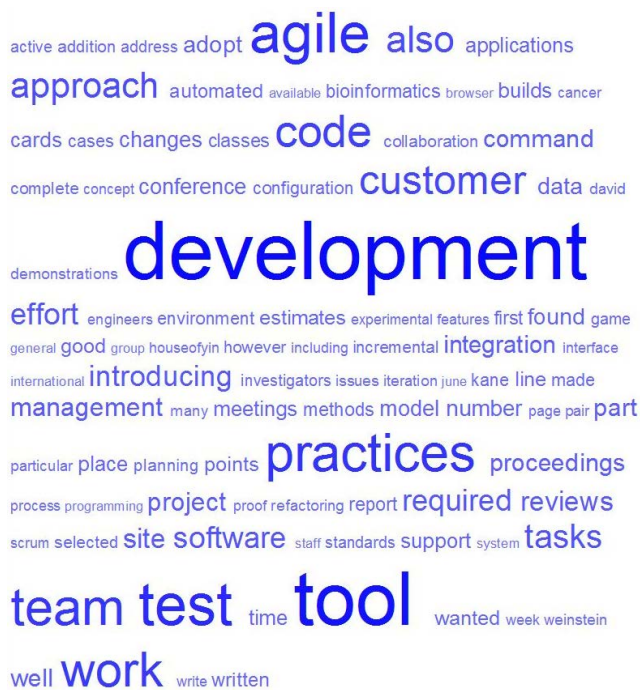 active addition address adopt agile also applications
approach automated available bioinformatics browser builds cancer
cards cases changes classes code collaboration command
complete concept conference configuration customer data david
demonstrations development
effort engineers environment estimates experimental features first found game
general good group houseofyin however including incremental integration interface
international introducing investigators issues iteration june kane line made
management many meetings methods model number page pair part
particular place planning points practices proceedings
process programming project proof refactoring report required reviews
scrum selected site software staff standards support system tasks
team test time tool wanted week weinstein
well work write written